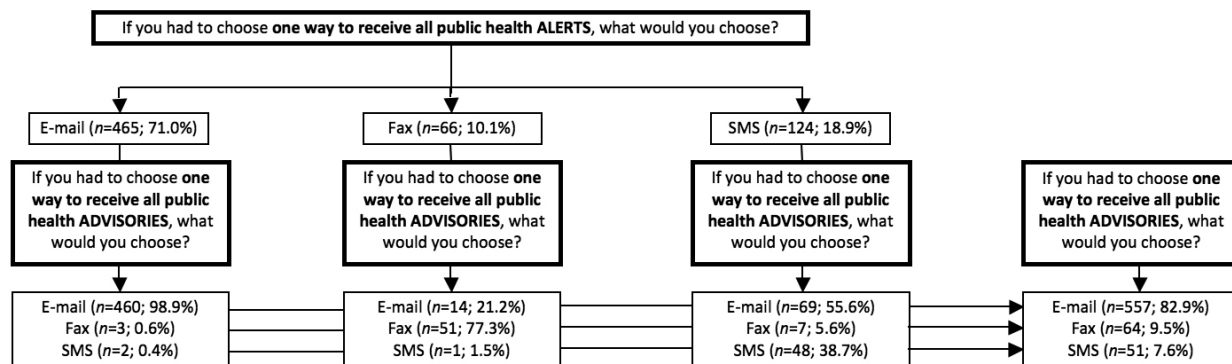 If you had to choose one way to receive all public health ALERTS, what would you choose?
E-mail (n=465; 71.0%)
Fax (n=66; 10.1%)
SMS (n=124; 18.9%)
If you had to choose one
way to receive all public
health ADVISORIES, what
would you choose?
If you had to choose one
way to receive all public
health ADVISORIES, what
would you choose?
If you had to choose one
way to receive all public
health ADVISORIES, what
would you choose?
If you had to choose one
way to receive all public
health ADVISORIES, what
would you choose?
E-mail (n=460; 98.9%)
Fax (n=3; 0.6%)
SMS (n=2; 0.4%)
E-mail (n=14; 21.2%)
Fax (n=51; 77.3%)
SMS (n=1; 1.5%)
E-mail (n=69; 55.6%)
Fax (n=7; 5.6%)
SMS (n=48; 38.7%)
E-mail (n=557; 82.9%)
Fax (n=64; 9.5%)
SMS (n=51; 7.6%)